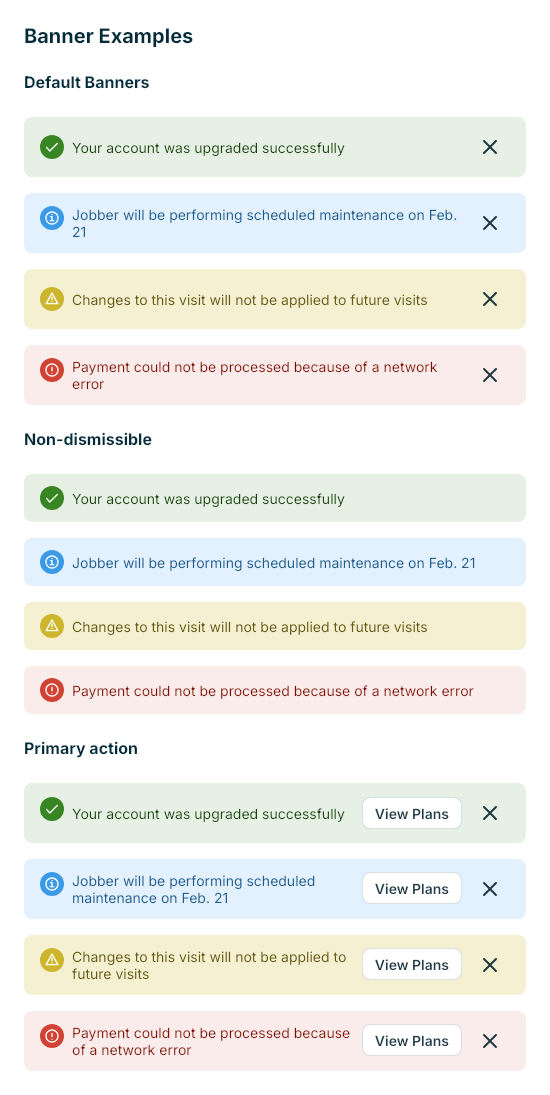 Banner Examples
Default Banners
Your account was upgraded successfully
Jobber will be performing scheduled maintenance on Feb.
21
Changes to this visit will not be applied to future visits
Payment could not be processed because of a network
error
Non-dismissible
Your account was upgraded successfully
Jobber will be performing scheduled maintenance on Feb. 21
Changes to this visit will not be applied to future visits
Payment could not be processed because of a network error
Primary action
Your account was upgraded successfully
View Plans
Jobber will be performing scheduled
maintenance on Feb. 21
View Plans
Changes to this visit will not be applied to
future visits
View Plans
Payment could not be processed because
of a network error
View Plans